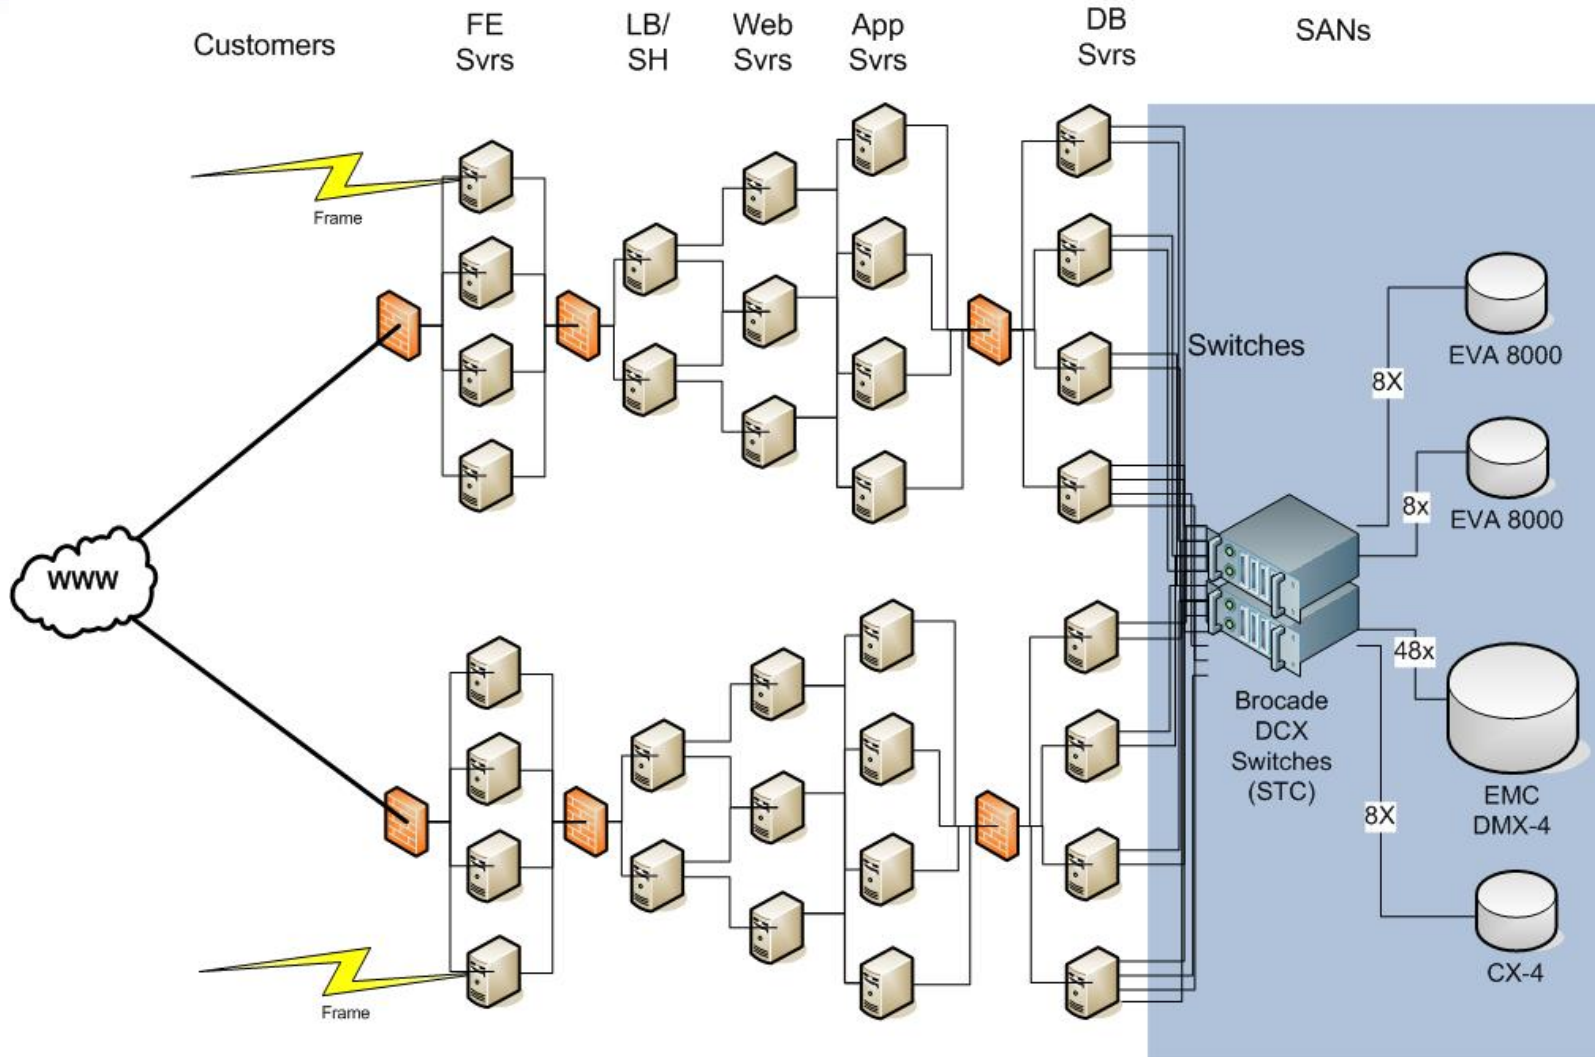 Customers
FE
Svrs
LB/
SH
Web
Svrs
App
Svrs
DB
Svrs
SANs
Frame
Switches
8X
EVA 8000
8x
EVA 8000
WWW
48x
Brocade
DCX
Switches
(STC)
EMC
DMX-4
8X
CX-4
Frame